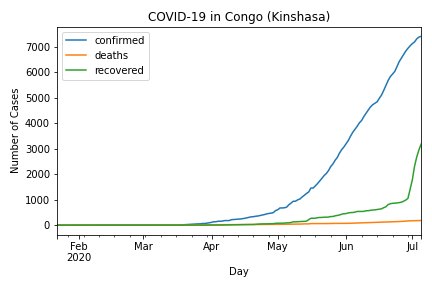 COVID-19 in Congo (Kinshasa)
confirmed
deaths
recovered
Number of Cases
7000
6000
5000
4000
3000
2000
1000
0
Feb Mar Apr May Jun Jul
2020
Day